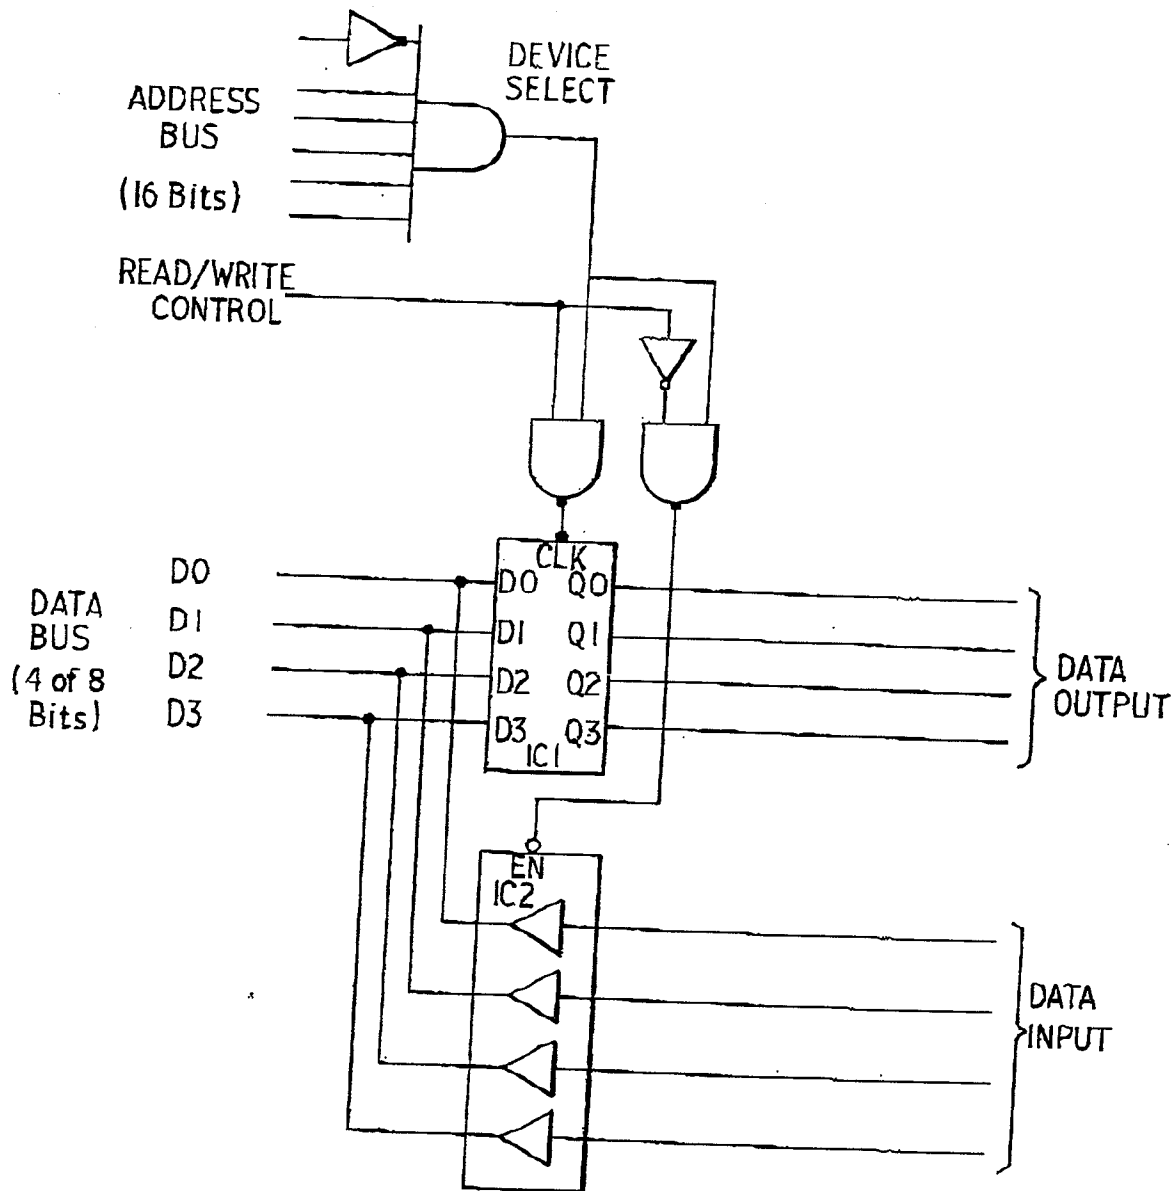 DEVICE
SELECT
ADDRESS
BUS
(16 Bits)
READ/WRITE
CONTROL
CLK
D0
D1
D2
D3
DATA
BUS
(4 of 8
Bits)
D0 Q0
D1 Q1
D2 Q2
D3 Q3
IC1
DATA
OUTPUT
EN
IC2
DATA
INPUT